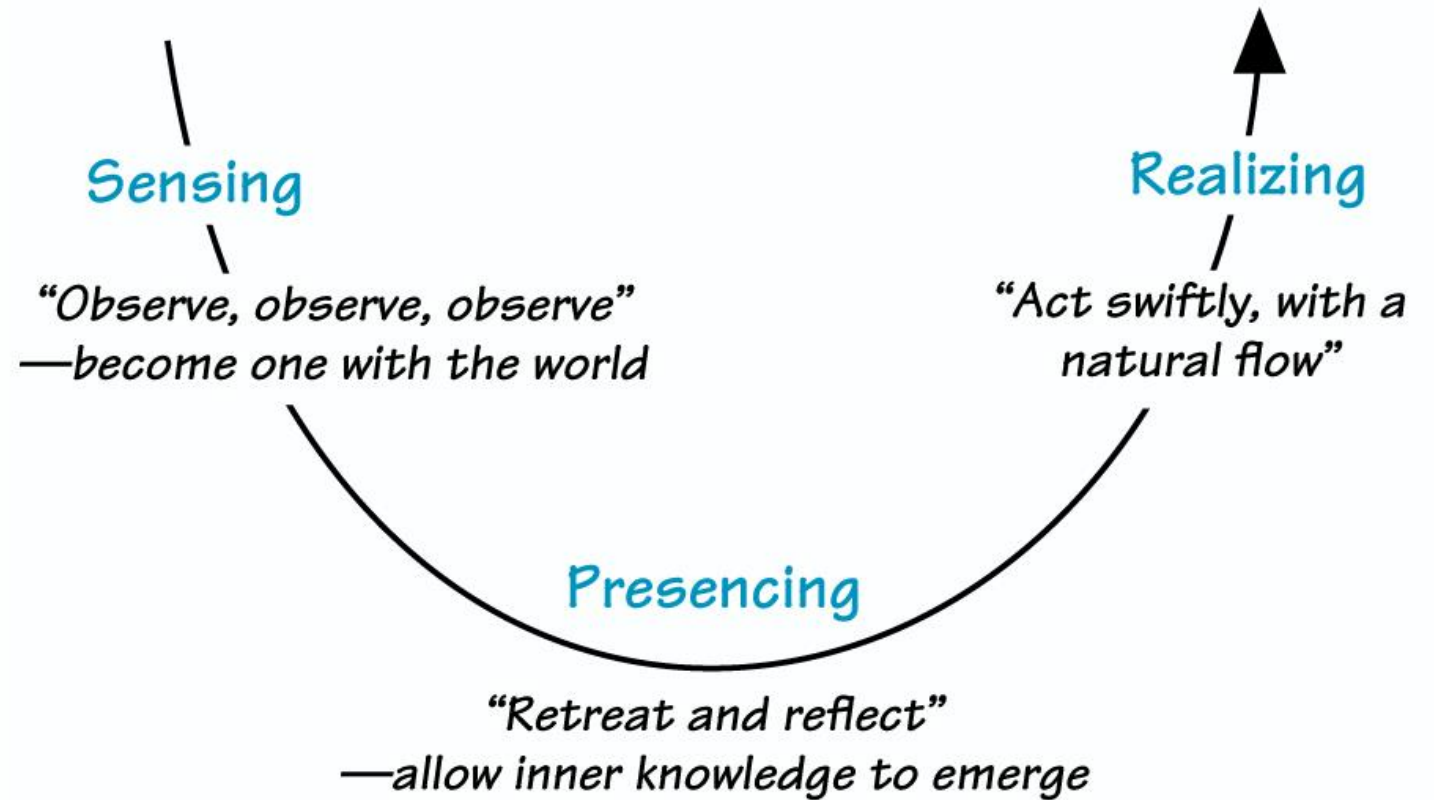 Sensing
“Observe, observe, observe”
—become one with the world
Presencing
“Retreat and reflect”
—allow inner knowledge to emerge
Realizing
“Act swiftly, with a
natural flow”